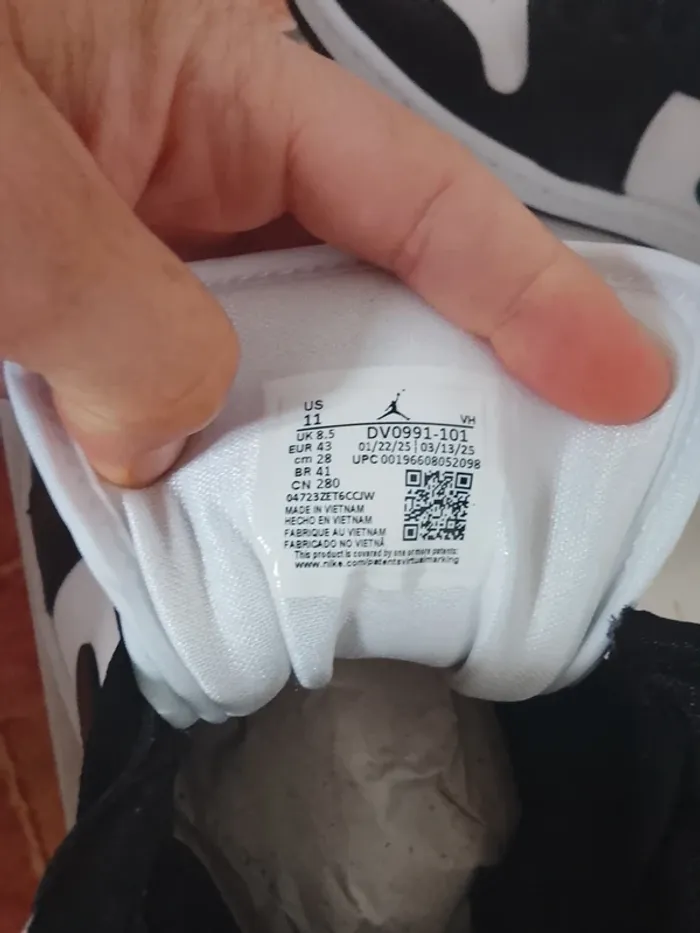 US
11
VH
UK 8.5
EUR 43
cm 28
BR 41
CN 280
DV0991-101
01/22/25 | 03/13/25
UPC 00196608052098
04723ZET6CCJW
MADE IN VIETNAM
HECHO EN VIETNAM
FABRIQUE AU VIETNAM
FABRICADO NO VIETNÃ
This product is covered by one or more patents:
www.nike.com/patentsvirtualmarking